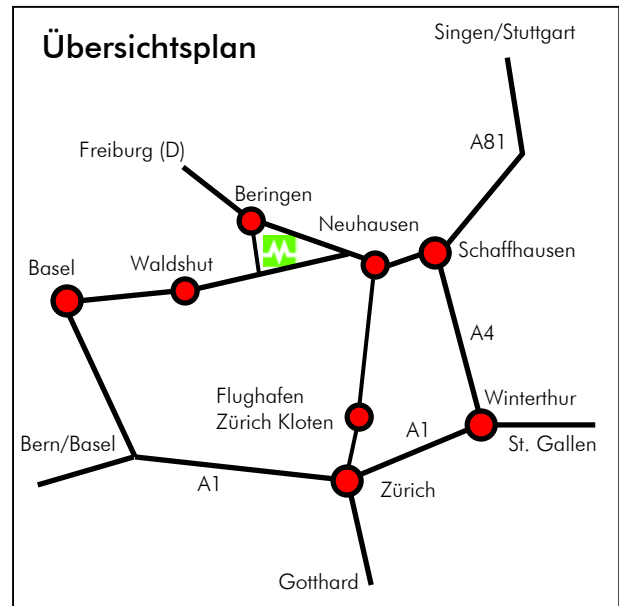 Übersichtsplan
Singen/Stuttgart
A81
Freiburg (D)
Beringen
Neuhausen
Schaffhausen
Waldshut
Basel
A4
Flughafen
Zürich Kloten
Winterthur
A1
St. Gallen
Bern/Basel
A1
Zürich
Gotthard